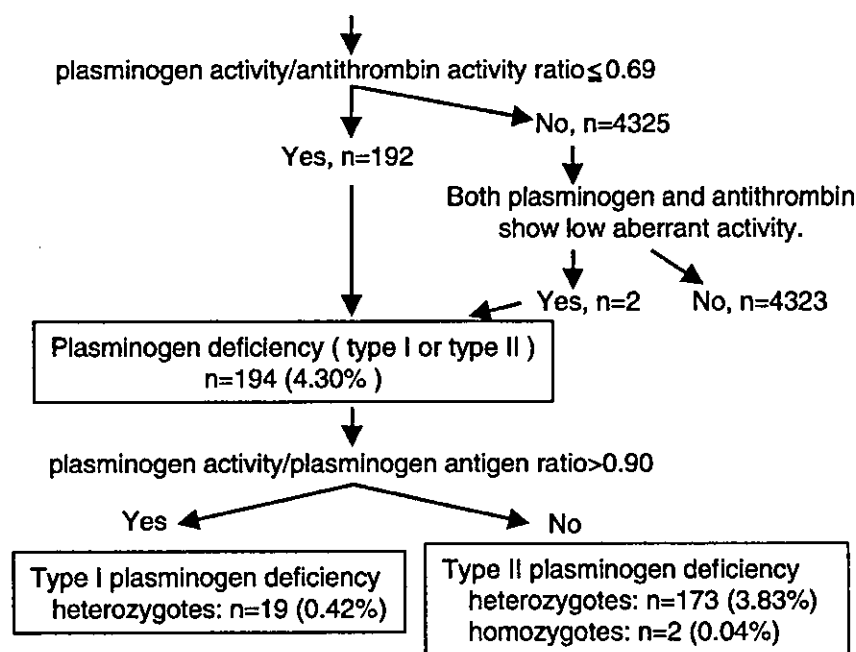 plasminogen activity/antithrombin activity ratio≦0.69
No, n=4325
Yes, n=192
Both plasminogen and antithrombin
show low aberrant activity.
Yes, n=2
No, n=4323
Plasminogen deficiency ( type I or type II )
n=194 (4.30% )
plasminogen activity/plasminogen antigen ratio>0.90
Yes
No
Type I plasminogen deficiency
heterozygotes: n=19 (0.42%)
Type II plasminogen deficiency
heterozygotes: n=173 (3.83%)
homozygotes: n=2 (0.04%)